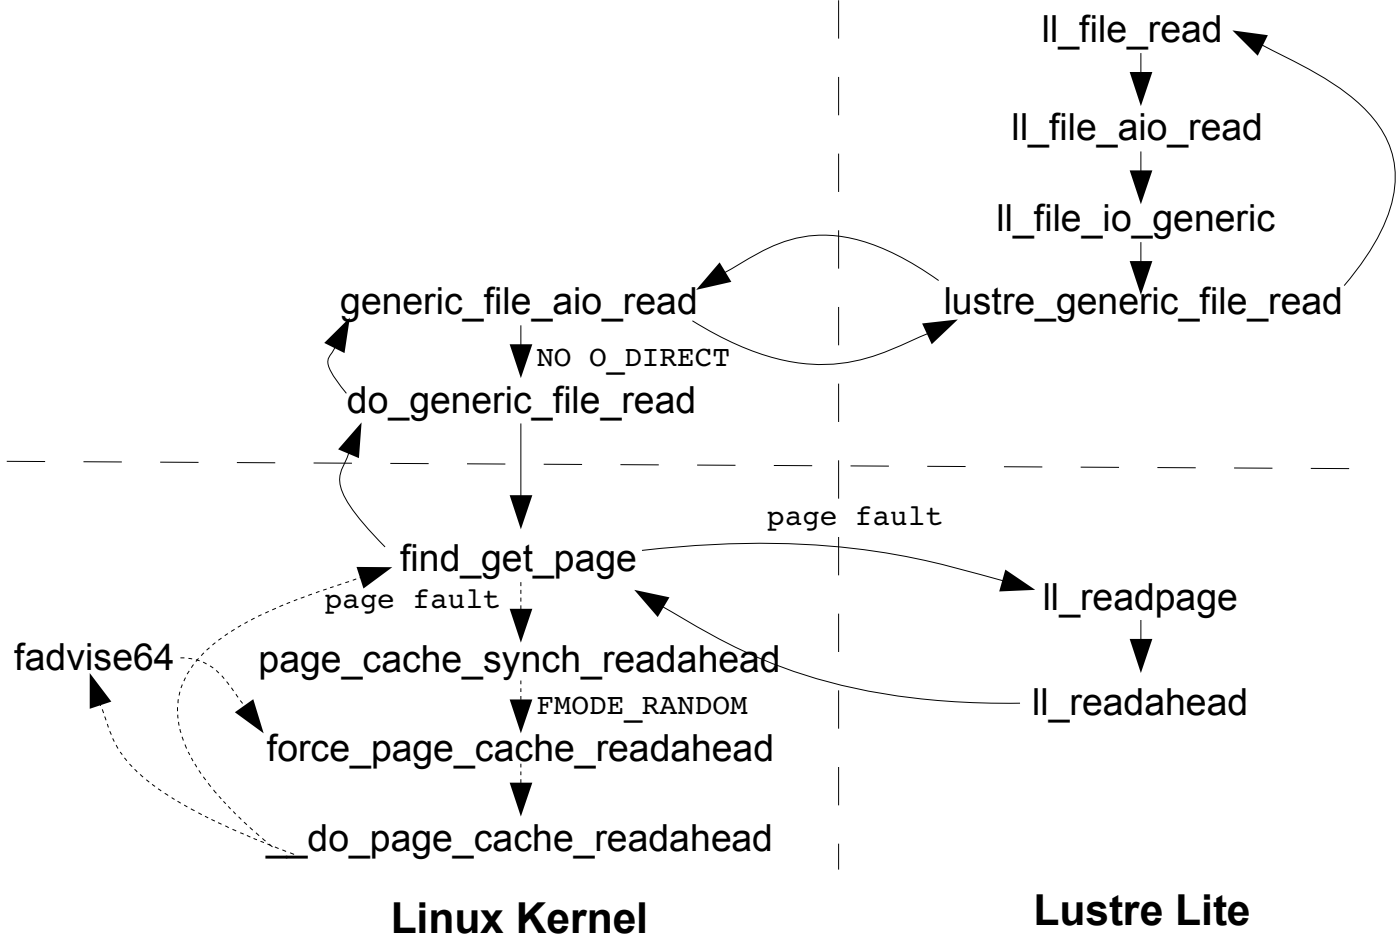 ll_file_read
ll_file_aio_read
ll_file_io_generic
generic_file_aio_read
lustre_generic_file_read
NO O_DIRECT
do_generic_file_read
page fault
find_get_page
page fault
ll_readpage
fadvise64
page_cache_synch_readahead
ll_readahead
FMODE_RANDOM
force_page_cache_readahead
__do_page_cache_readahead
Linux Kernel
Lustre Lite